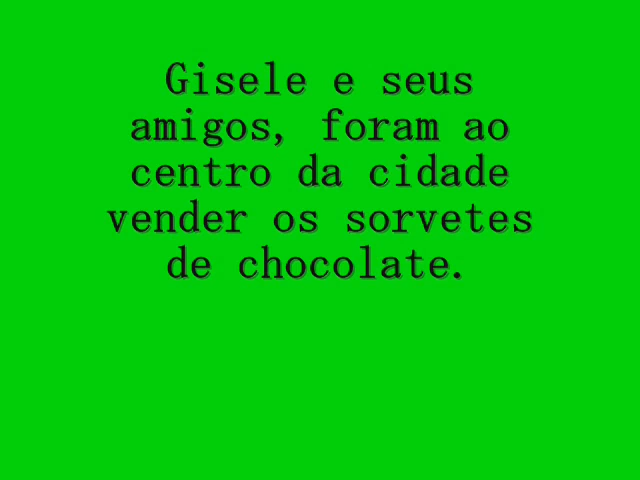 Gisele e seus
amigos, foram ao
centro da cidade
vender os sorvetes
de chocolate.